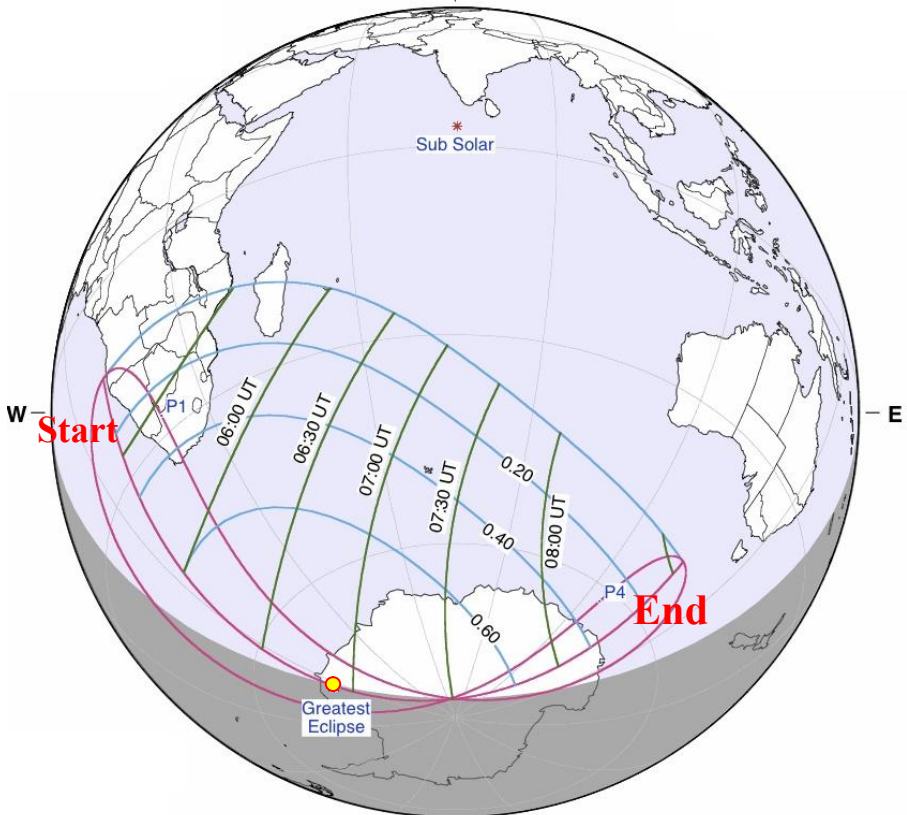 Sub Solar
W
E
Start
P1
06:00 UT
06:30 UT
07:00 UT
07:30 UT
08:00 UT
0.20
0.40
0.60
P4
End
Greatest
Eclipse